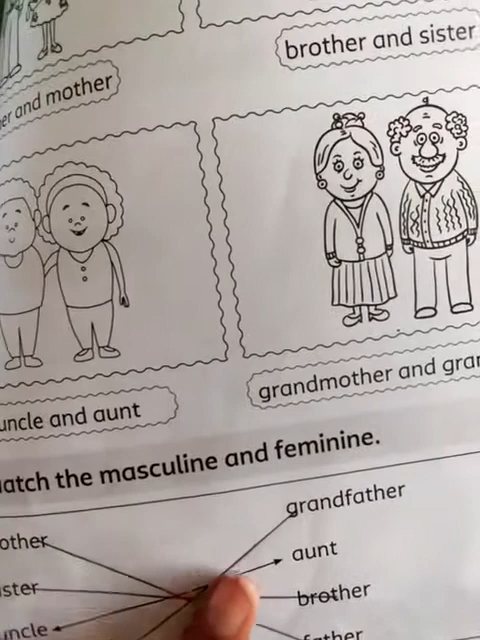 brother and sister
er and mother
uncle and aunt
grandmother and gran
atch the masculine and feminine.
other
grandfather
ister
aunt
uncle
brother
father